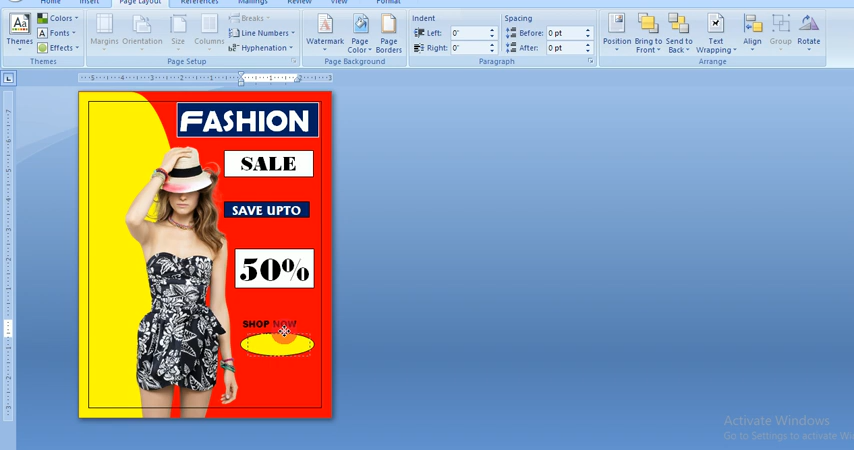 Home Insert Page Layout References Mailings Review View Format
Themes Colors Fonts Effects Themes
Margins Orientation Size Columns Breaks Line Numbers Hyphenation Page Setup
Watermark Page Color Page Borders Page Background
Indent Left: 0" Right: 0" Spacing Before: 0 pt After: 0 pt Paragraph
Position Bring to Front Send to Back Text Wrapping Align Group Rotate Arrange
FASHION
SALE
SAVE UPTO
50%
SHOP NOW
Activate Windows
Go to Settings to activate Wi